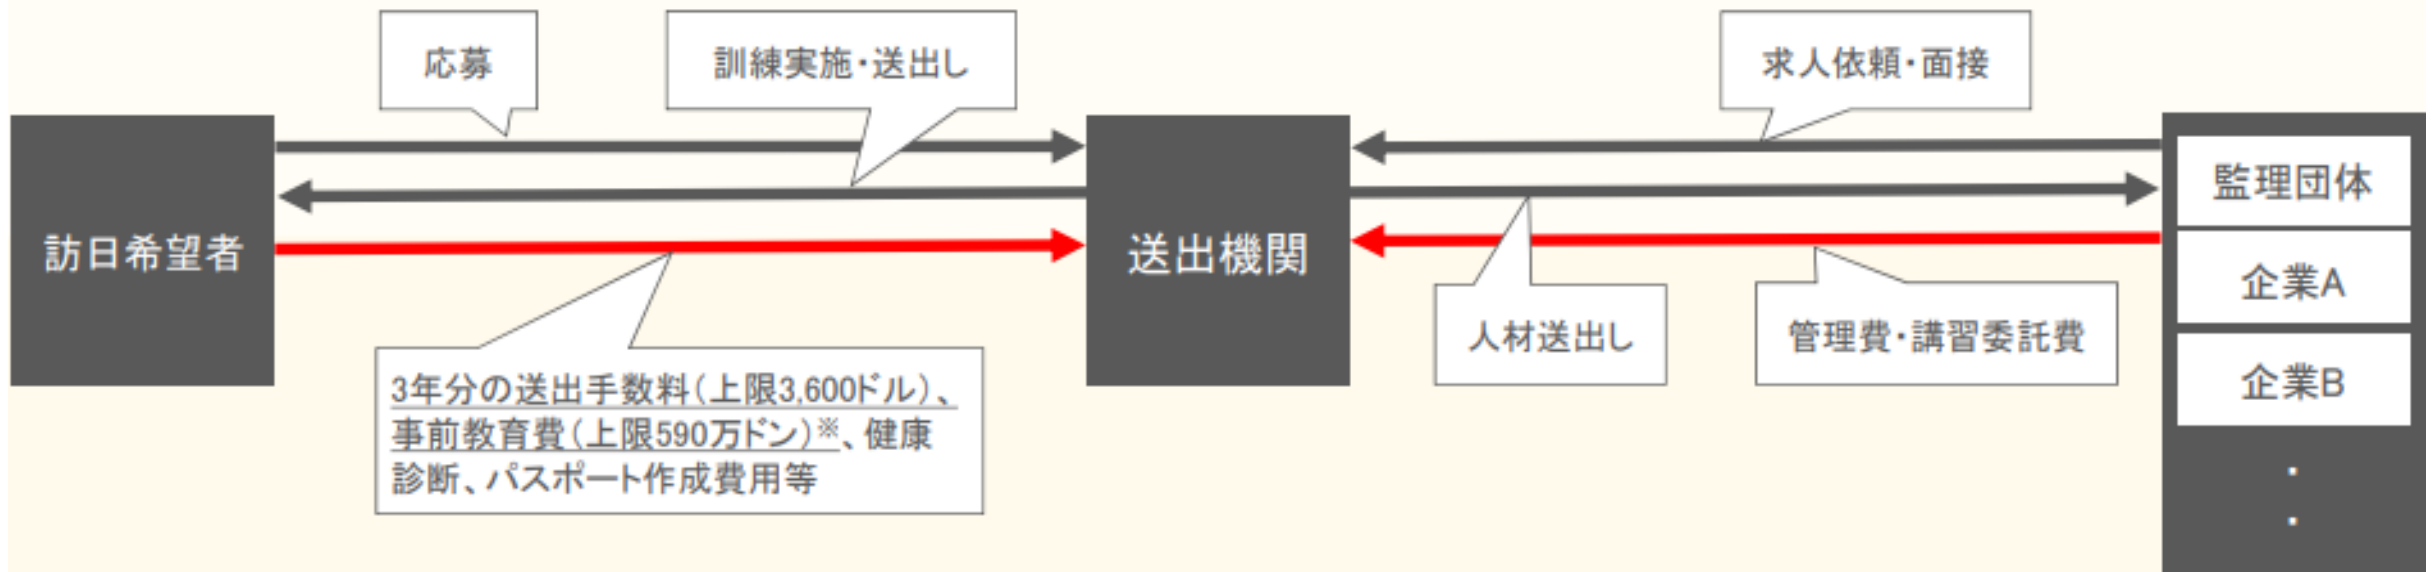 応募
訓練実施・送出し
求人依頼・面接
訪日希望者
送出機関
監理団体
企業A
企業B
・
・
人材送出し
管理費・講習委託費
3年分の送出手数料(上限3,600ドル)、
事前教育費(上限590万ドン)※、健康
診断、パスポート作成費用等